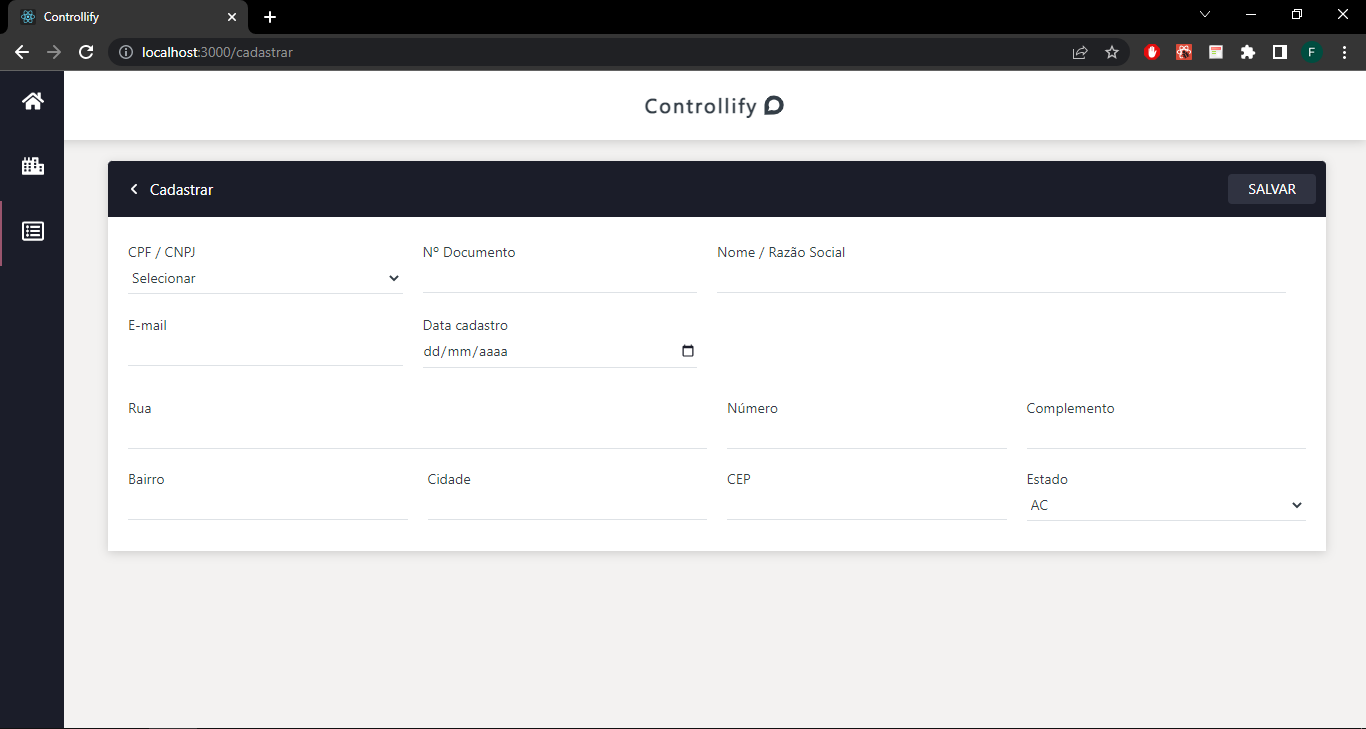 Controllify
localhost:3000/cadastrar
F
Controllify
Cadastrar
SALVAR
CPF / CNPJ
Nº Documento
Nome / Razão Social
Selecionar
E-mail
Data cadastro
dd/mm/aaaa
Rua
Número
Complemento
Bairro
Cidade
CEP
Estado
AC